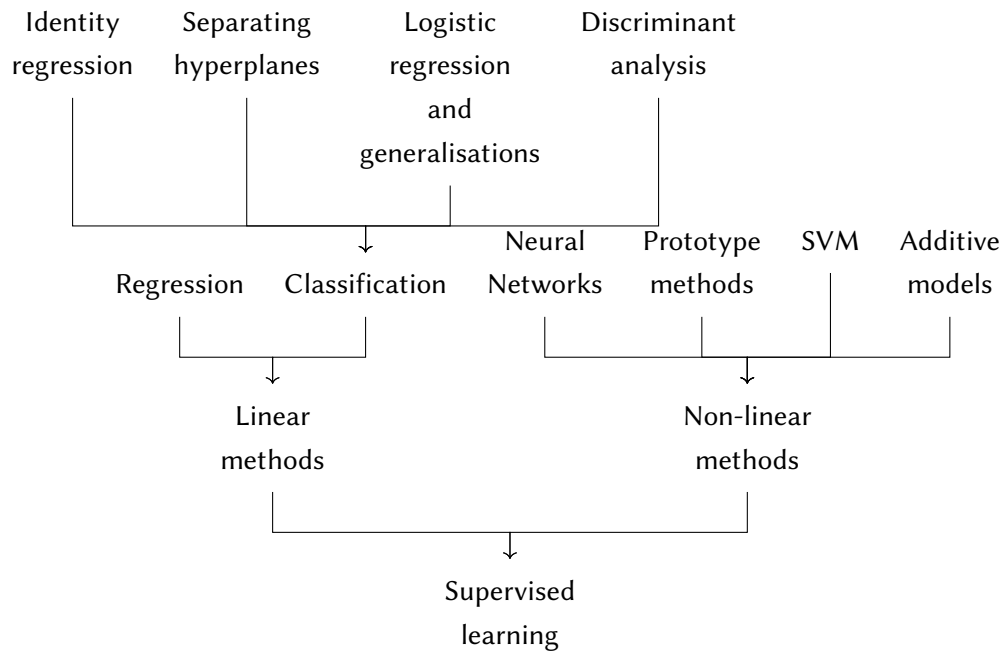 Identity
regression
Separating
hyperplanes
Logistic
regression
and
generalisations
Discriminant
analysis
Regression
Classification
Neural
Networks
Prototype
methods
SVM
Additive
models
Linear
methods
Non-linear
methods
Supervised
learning